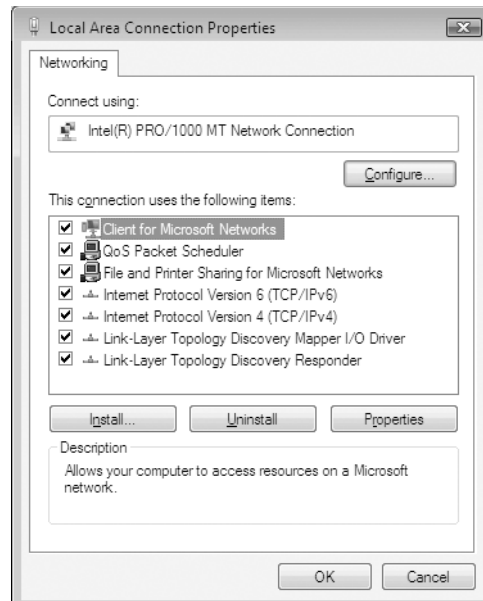 Local Area Connection Properties
Networking
Connect using:
Intel(R) PRO/1000 MT Network Connection
Configure...
This connection uses the following items:
Client for Microsoft Networks
QoS Packet Scheduler
File and Printer Sharing for Microsoft Networks
Internet Protocol Version 6 (TCP/IPv6)
Internet Protocol Version 4 (TCP/IPv4)
Link-Layer Topology Discovery Mapper I/O Driver
Link-Layer Topology Discovery Responder
Install... Uninstall Properties
Description
Allows your computer to access resources on a Microsoft
network.
OK Cancel